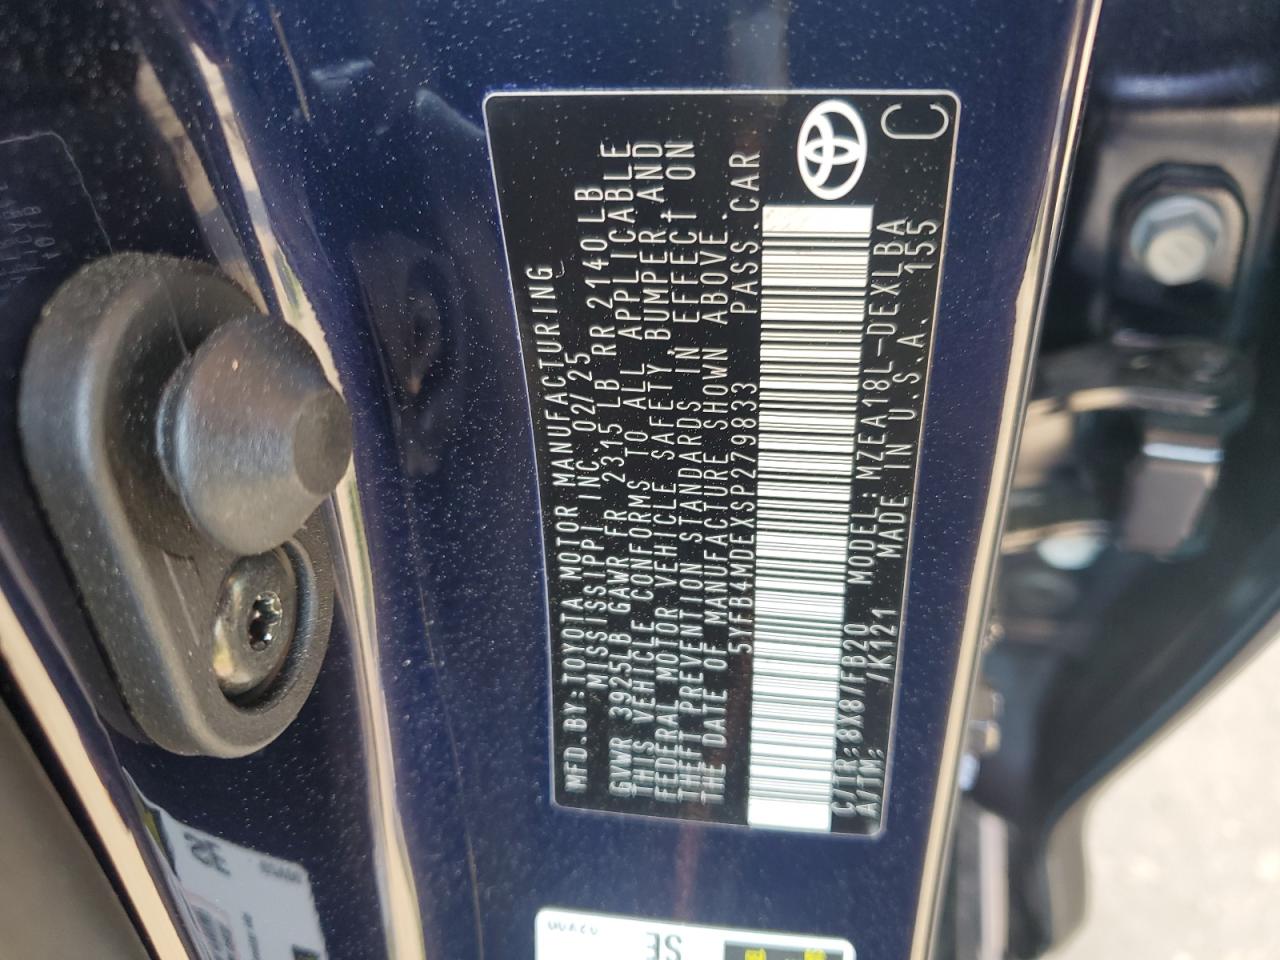 MFD.BY:TOYOTA MOTOR MANUFACTURING
MISSISSIPPI INC. 02/25
GVWR 3925LB GAWR FR 2315 LB RR 2140LB
THIS VEHICLE CONFORMS TO ALL APPLICABLE
FEDERAL MOTOR VEHICLE SAFETY, BUMPER, AND
THEFT PREVENTION STANDARDS IN EFFECT ON
THE DATE OF MANUFACTURE SHOWN ABOVE.
5YFB4MDEXSP279833 PASS.CAR
C/TR:8X8/FB20 MODEL:MZEA18L-DEXLBA
A/TM: /K121 MADE IN U.S.A. 155
C
SE